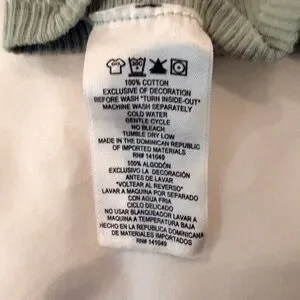 100% COTTON
EXCLUSIVE OF DECORATION
BEFORE WASH "TURN INSIDE-OUT"
MACHINE WASH SEPARATELY
COLD WATER
GENTLE CYCLE
NO BLEACH
TUMBLE DRY LOW
MADE IN THE DOMINICAN REPUBLIC
OF IMPORTED MATERIALS
RN# 141049
100% ALGODÓN
EXCLUSIVO LA DECORACIÓN
ANTES DE LAVAR
"VOLTEAR AL REVERSO"
LAVAR A MAQUINA POR SEPARADO
CON AGUA FRIA
CICLO DELICADO
NO USAR BLANQUEADOR LAVAR A
MAQUINA A TEMPERATURA BAJA
HECHO EN LA REPUBLICA DOMINICANA
DE MATERIALES IMPORTADOS
RN# 141049